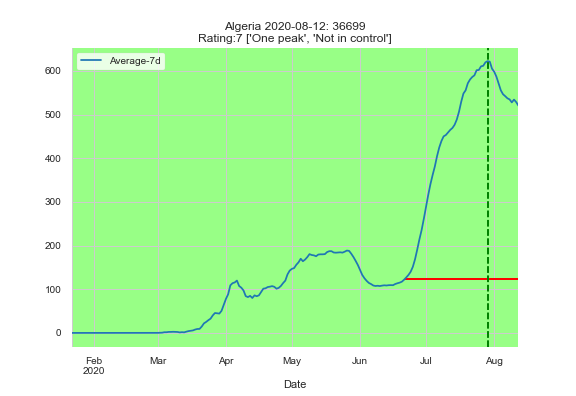 Algeria 2020-08-12: 36699
Rating:7 ['One peak', 'Not in control']
Average-7d
600
500
400
300
200
100
0
Feb Mar Apr May Jun Jul Aug
2020
Date